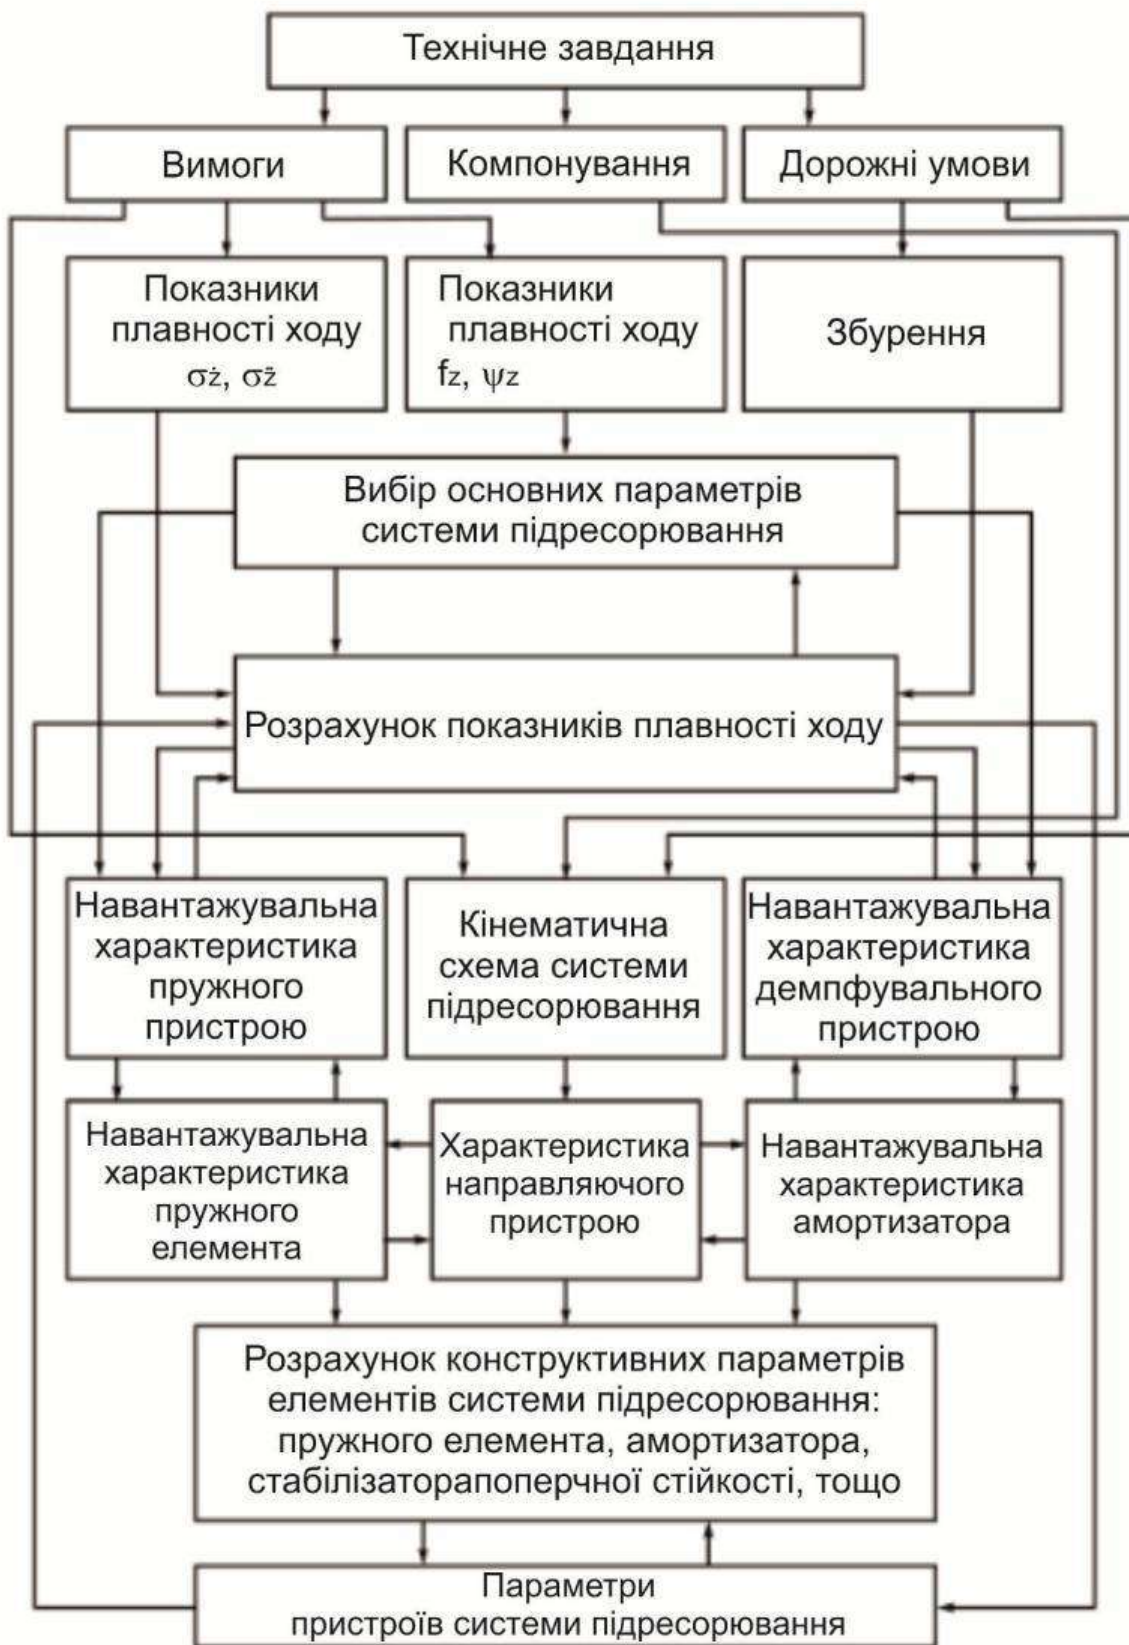 Технічне завдання
Вимоги
Компонування
Дорожні умови
Показники
плавності ходу
σż, σz̈
Показники
плавності ходу
fz, ψz
Збурення
Вибір основних параметрів
системи підресорювання
Розрахунок показників плавності ходу
Навантажувальна
характеристика
пружного
пристрою
Кінематична
схема системи
підресорювання
Навантажувальна
характеристика
демпфувального
пристрою
Навантажувальна
характеристика
пружного
елемента
Характеристика
направляючого
пристрою
Навантажувальна
характеристика
амортизатора
Розрахунок конструктивних параметрів
елементів системи підресорювання:
пружного елемента, амортизатора,
стабілізаторапоперчної стійкості, тощо
Параметри
пристроїв системи підресорювання